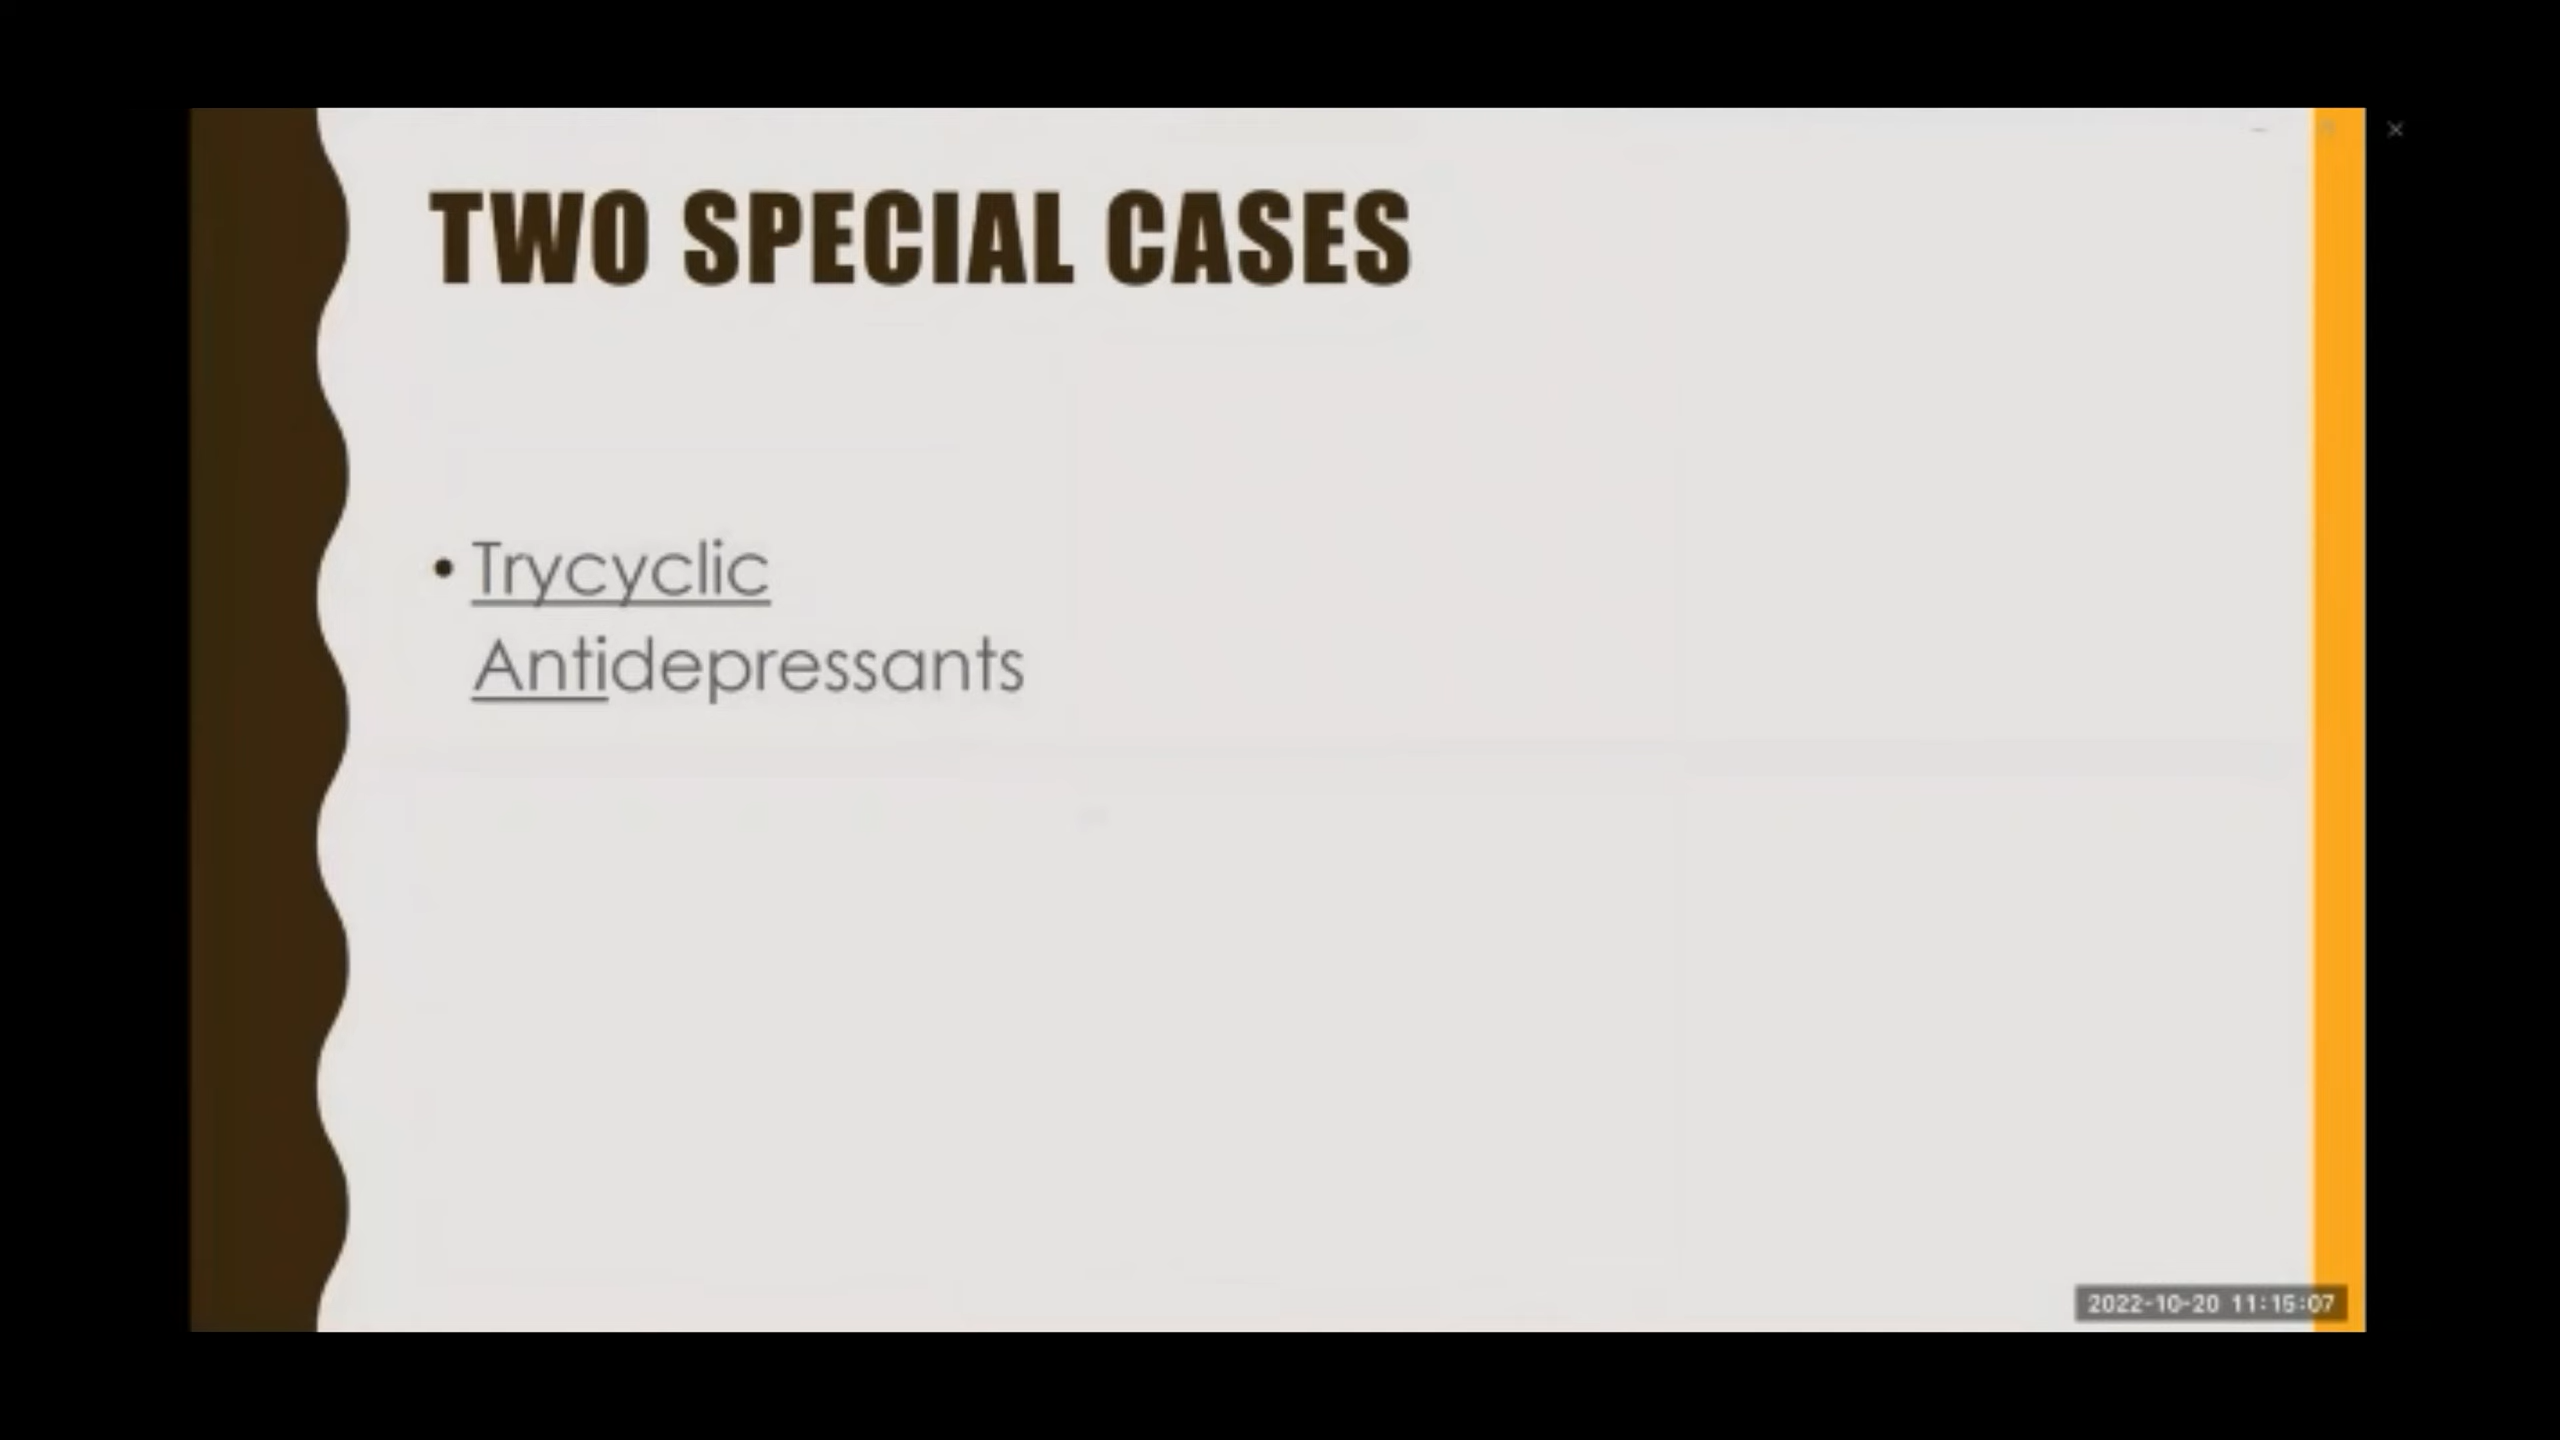 TWO SPECIAL CASES
• Trycyclic
Antidepressants
2022-10-20 11:15:07